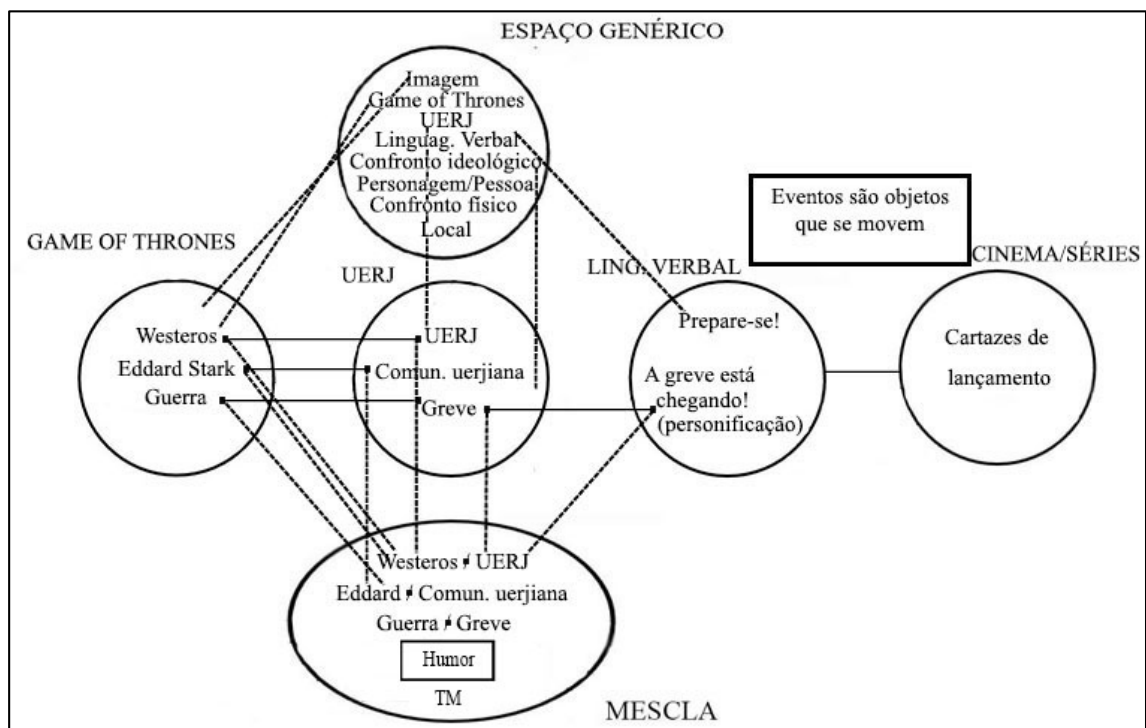 ESPAÇO GENÉRICO
Imagem
Game of Thrones
UERJ
Linguag. Verbal
Confronto ideológico
Personagem/Pessoa
Confronto físico
Local
Eventos são objetos
que se movem
GAME OF THRONES
UERJ
LING. VERBAL
CINEMA/SÉRIES
Westeros
Eddard Stark
Guerra
UERJ
Comun. uerjiana
Greve
Prepare-se!
A greve está
chegando!
(personificação)
Cartazes de
lançamento
Westeros / UERJ
Eddard / Comun. uerjiana
Guerra / Greve
Humor
TM
MESCLA